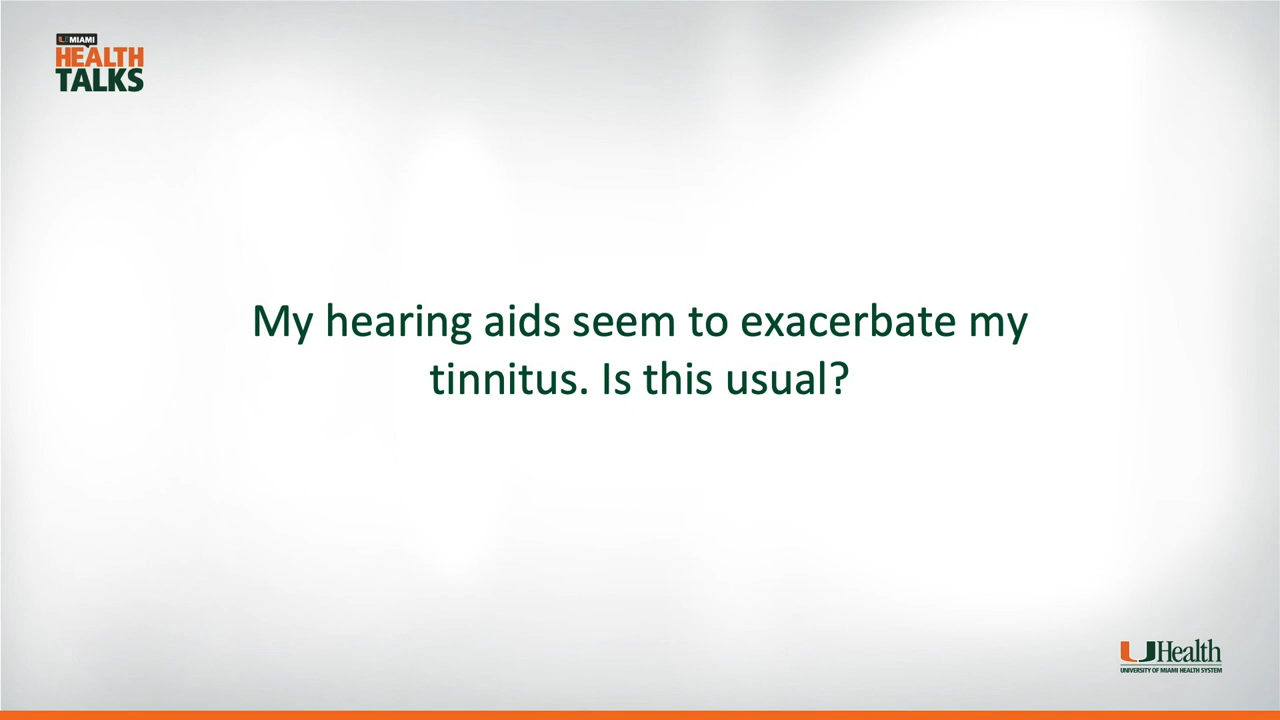 U MIAMI
HEALTH
TALKS
My hearing aids seem to exacerbate my
tinnitus. Is this usual?
UHealth
UNIVERSITY OF MIAMI HEALTH SYSTEM